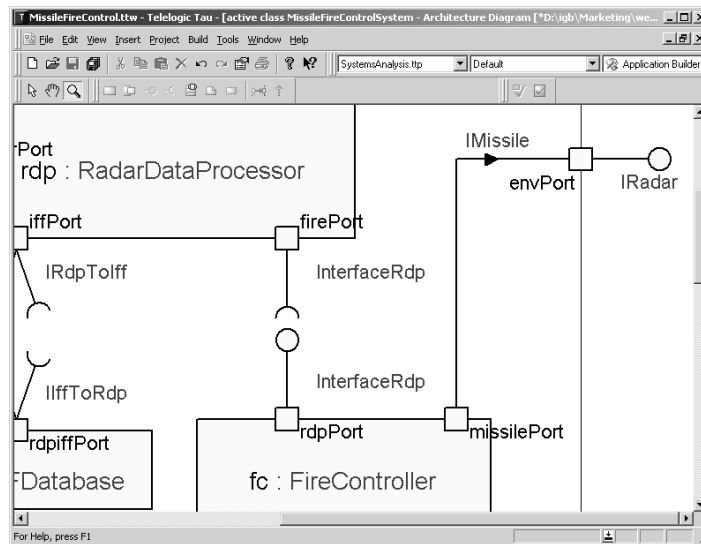 MissileFireControl.ttw - Telelogic Tau - [active class MissileFireControlSystem - Architecture Diagram [*D:\igb\Marketing\we...
File Edit View Insert Project Build Tools Window Help
SystemsAnalysis.ttp Default Application Builder
rPort
rdp : RadarDataProcessor
IMissile
envPort
IRadar
iffPort
firePort
IRdpToIff
InterfaceRdp
IIffToRdp
InterfaceRdp
rdpiffPort
rdpPort
missilePort
FDatabase
fc : FireController
For Help, press F1